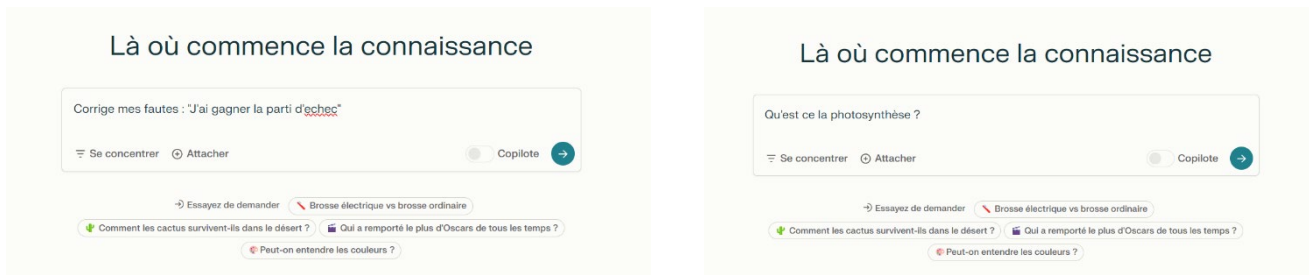 Là où commence la connaissance
Corrige mes fautes : "J'ai gagner la parti d'echec"
Se concentrer Attacher Copilote
Essayez de demander Brosse électrique vs brosse ordinaire
Comment les cactus survivent-ils dans le désert ? Qui a remporté le plus d'Oscars de tous les temps ?
Peut-on entendre les couleurs ?
Là où commence la connaissance
Qu'est ce la photosynthèse ?
Se concentrer Attacher Copilote
Essayez de demander Brosse électrique vs brosse ordinaire
Comment les cactus survivent-ils dans le désert ? Qui a remporté le plus d'Oscars de tous les temps ?
Peut-on entendre les couleurs ?